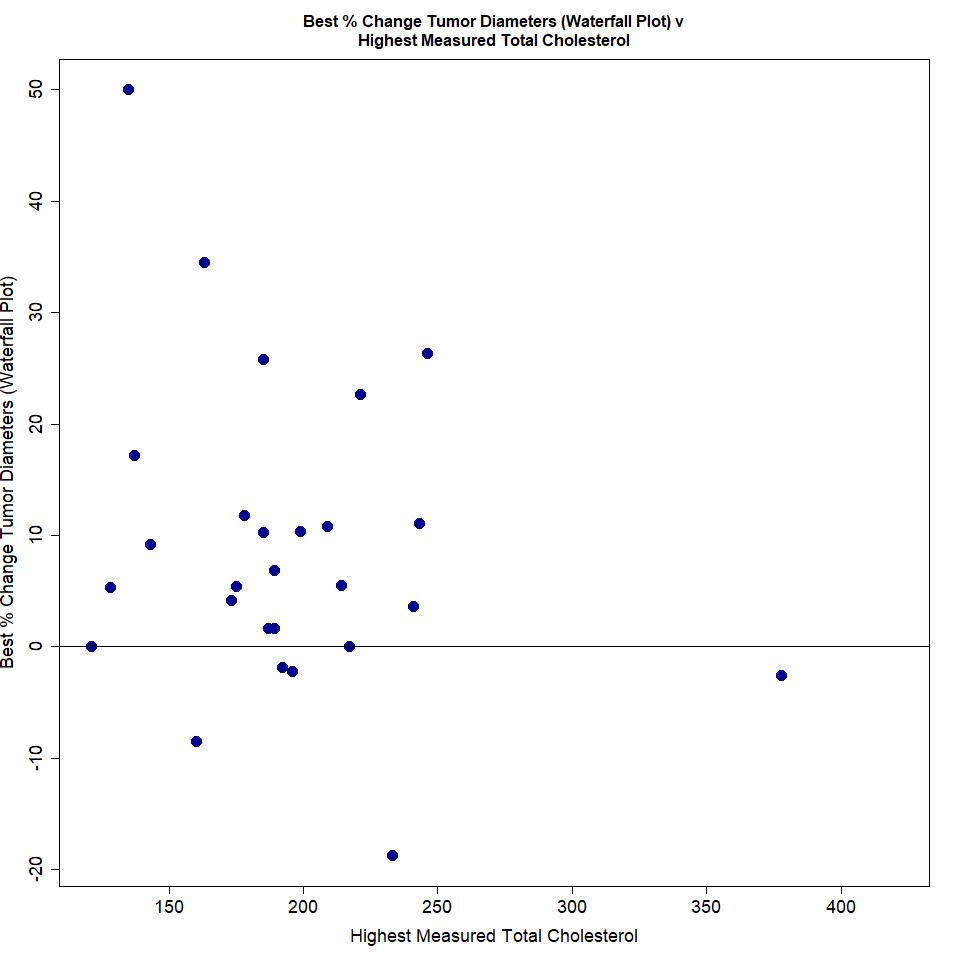 Best % Change Tumor Diameters (Waterfall Plot) v
Highest Measured Total Cholesterol
Best % Change Tumor Diameters (Waterfall Plot)
50
40
30
20
10
0
-10
-20
150 200 250 300 350 400
Highest Measured Total Cholesterol